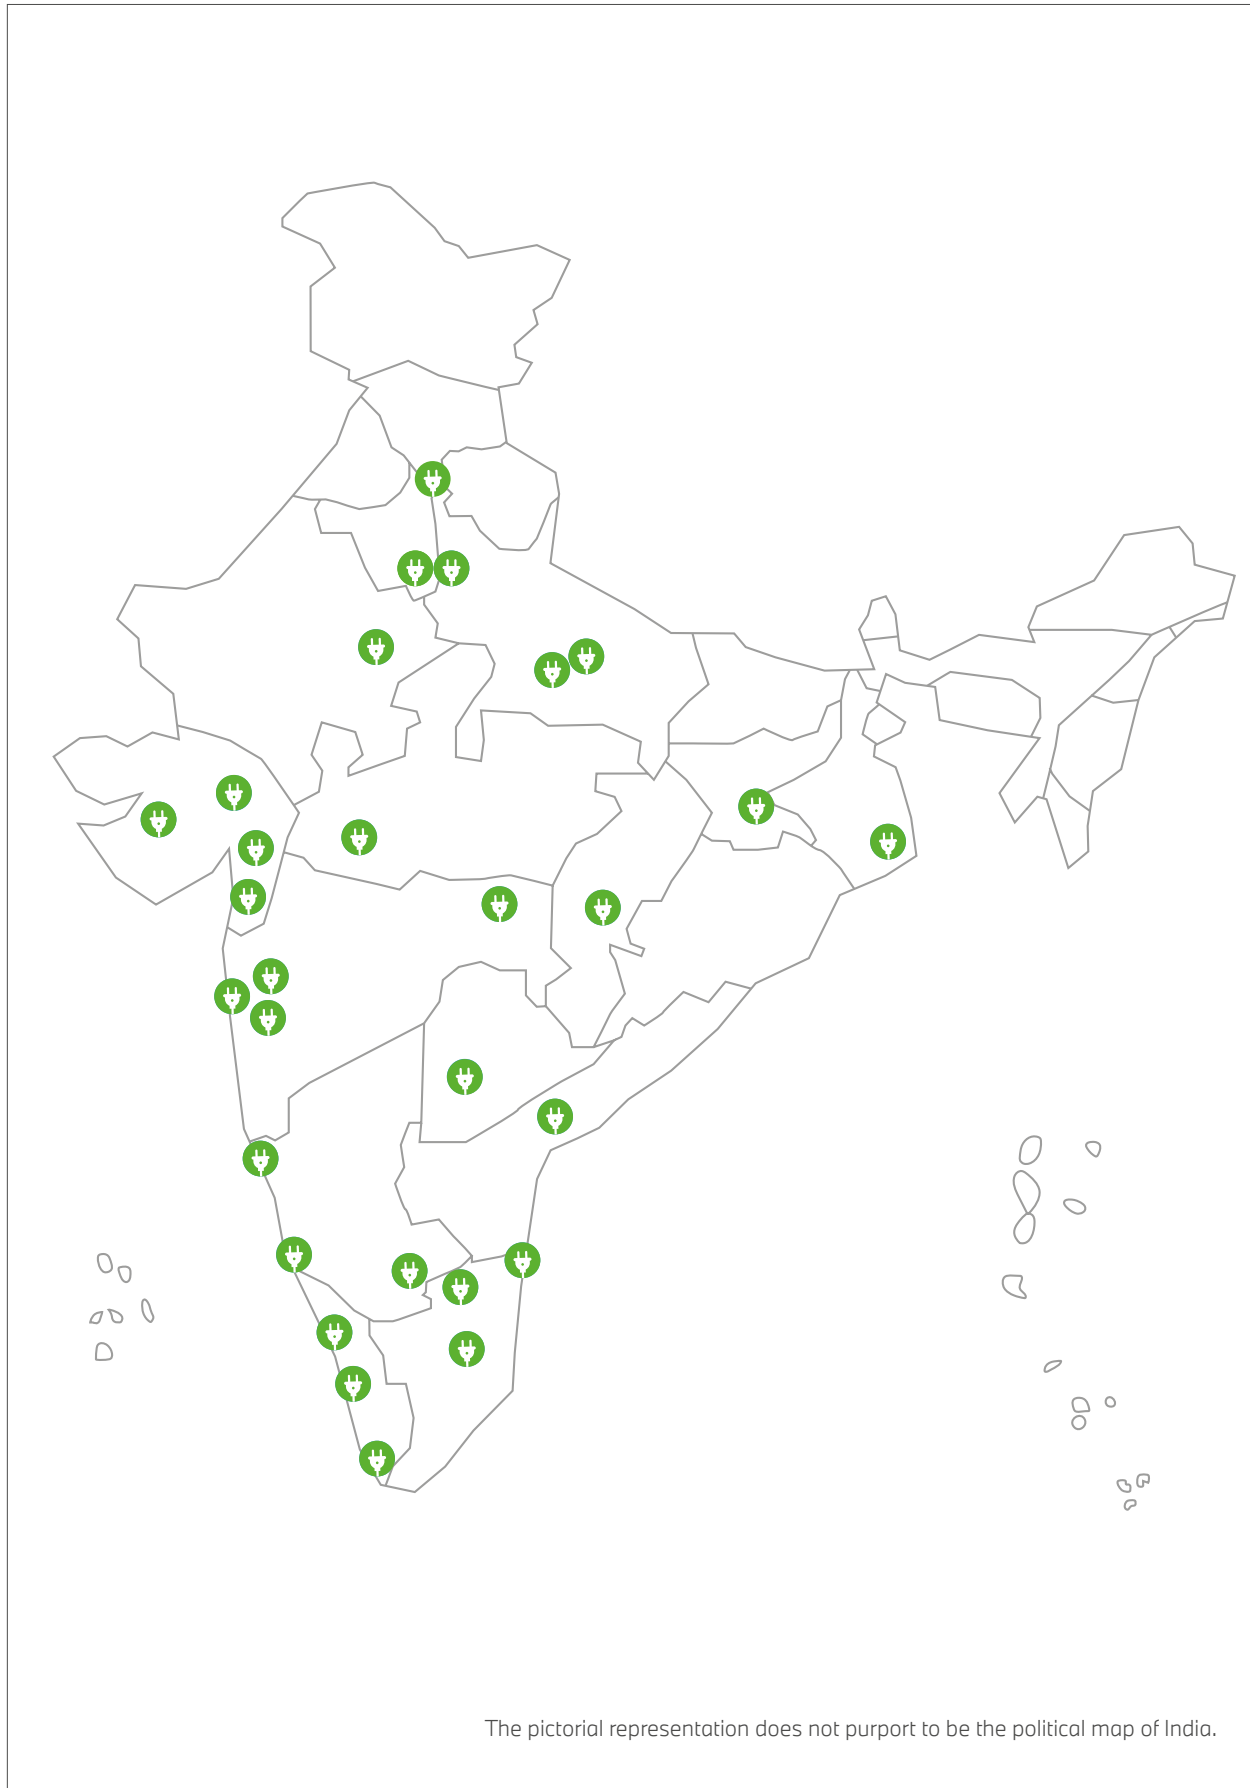 The pictorial representation does not purport to be the political map of India.